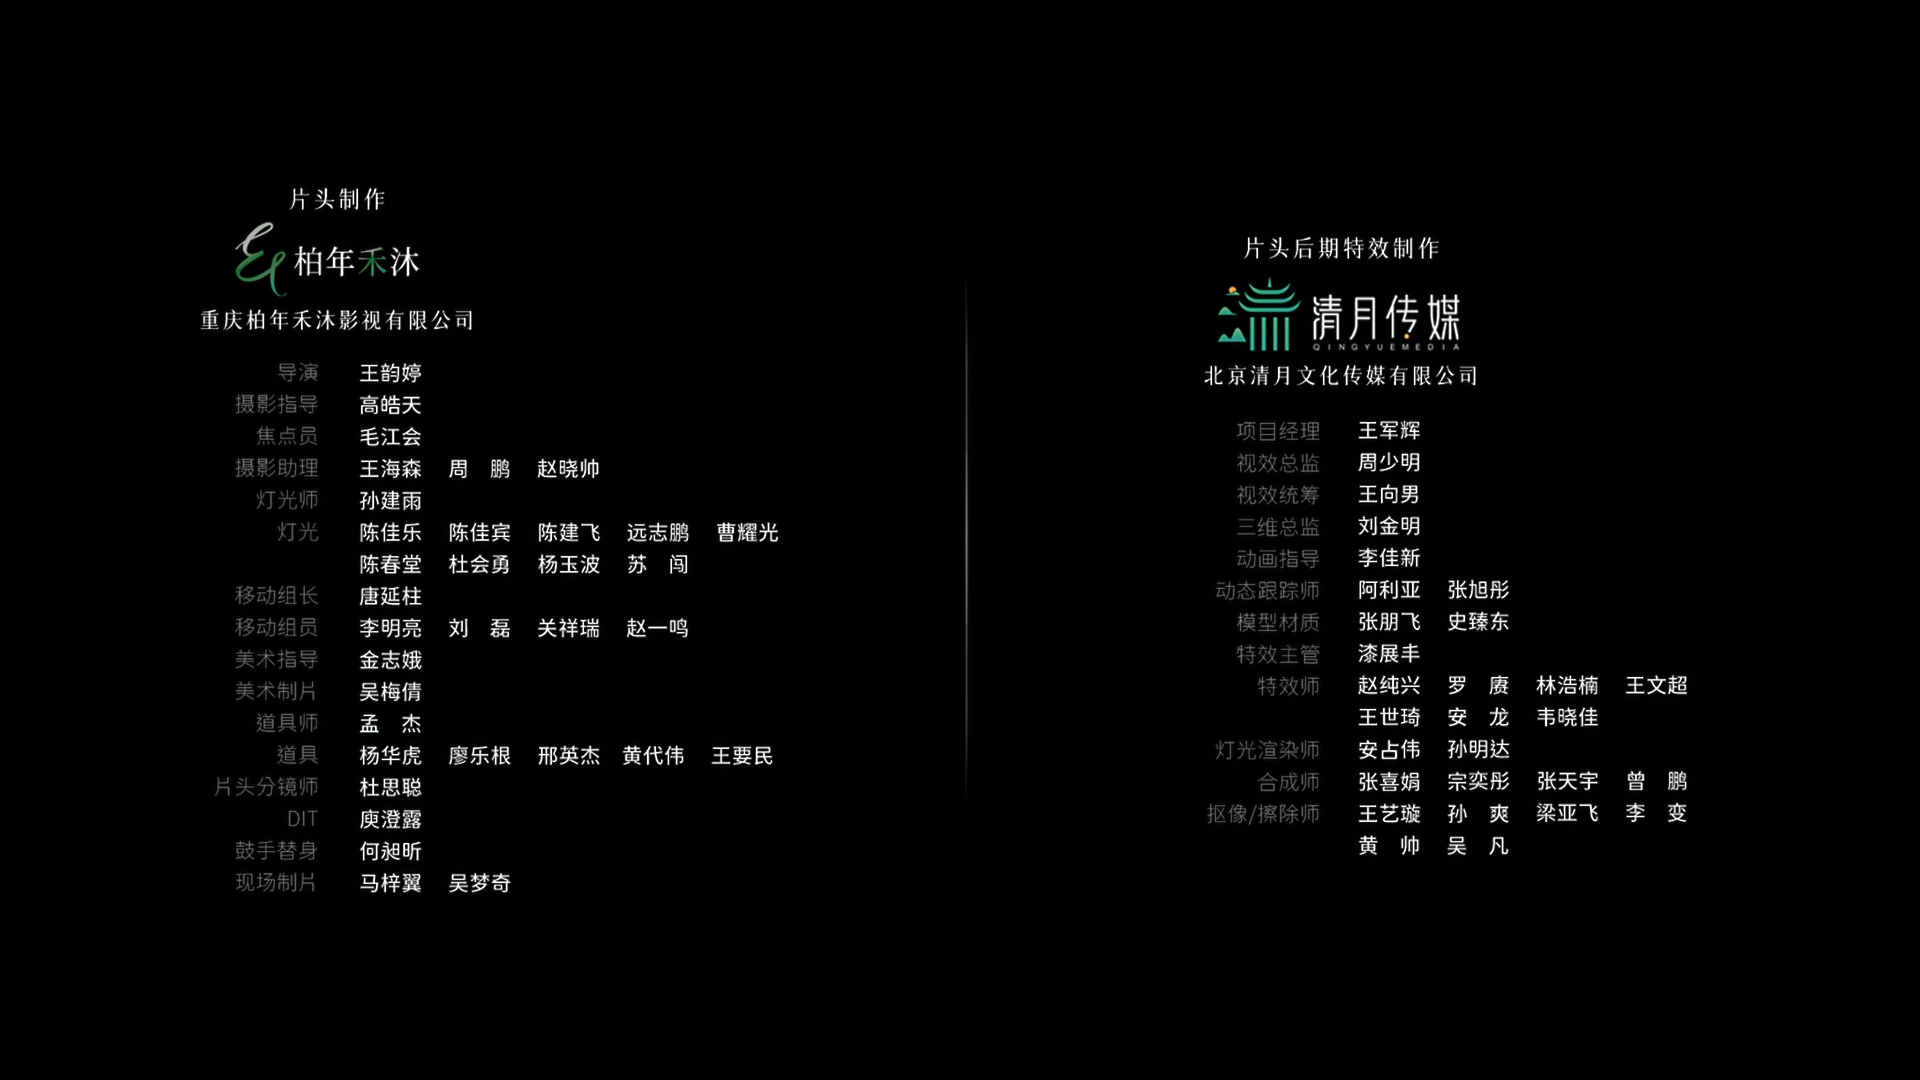 片头制作
柏年禾沐
重庆柏年禾沐影视有限公司
导演 王韵婷
摄影指导 高皓天
焦点员 毛江会
摄影助理 王海森 周 鹏 赵晓帅
灯光师 孙建雨
灯光 陈佳乐 陈佳宾 陈建飞 远志鹏 曹耀光
陈春堂 杜会勇 杨玉波 苏 闯
移动组长 唐延柱
移动组员 李明亮 刘 磊 关祥瑞 赵一鸣
美术指导 金志娥
美术制片 吴梅倩
道具师 孟 杰
道具 杨华虎 廖乐根 邢英杰 黄代伟 王要民
片头分镜师 杜思聪
DIT 庾澄露
鼓手替身 何昶昕
现场制片 马梓翼 吴梦奇
片头后期特效制作
清月传媒
QINGYUEMEDIA
北京清月文化传媒有限公司
项目经理 王军辉
视效总监 周少明
视效统筹 王向男
三维总监 刘金明
动画指导 李佳新
动态跟踪师 阿利亚 张旭彤
模型材质 张朋飞 史臻东
特效主管 漆展丰
特效师 赵纯兴 罗 赓 林浩楠 王文超
王世琦 安 龙 韦晓佳
灯光渲染师 安占伟 孙明达
合成师 张喜娟 宗奕彤 张天宇 曾 鹏
抠像/擦除师 王艺璇 孙 爽 梁亚飞 李 变
黄 帅 吴 凡